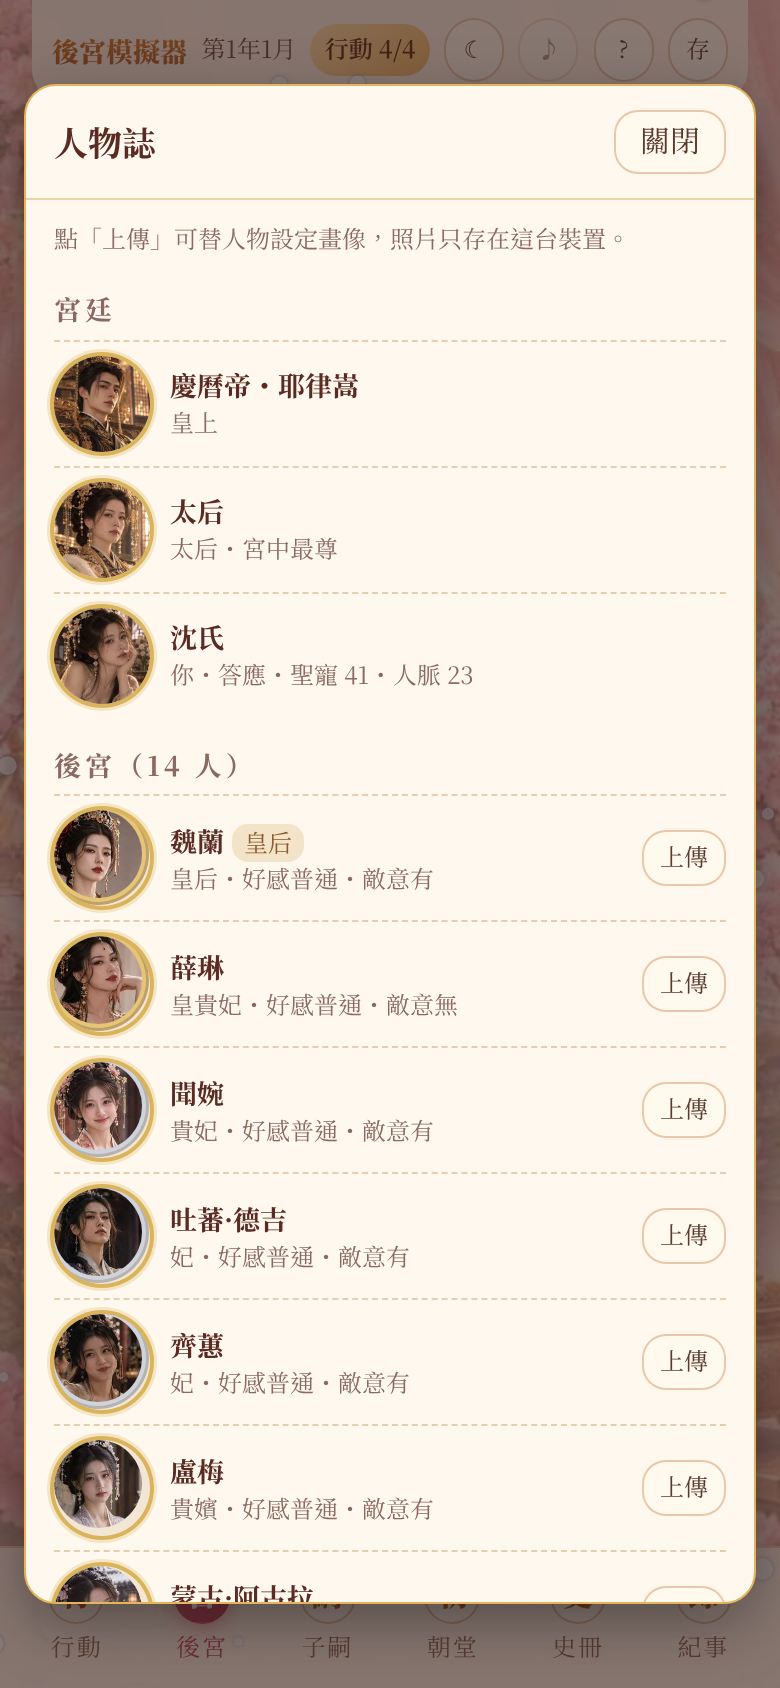 後宮模擬器 第1年1月 行動 4/4 ☾ ♪ ? 存
人物誌 關閉
點「上傳」可替人物設定畫像，照片只存在這台裝置。
宮廷
慶曆帝・耶律嵩
皇上
太后
太后・宮中最尊
沈氏
你・答應・聖寵 41・人脈 23
後宮（14 人）
魏蘭 皇后
皇后・好感普通・敵意有
上傳
薛琳
皇貴妃・好感普通・敵意無
上傳
聞婉
貴妃・好感普通・敵意有
上傳
吐蕃·德吉
妃・好感普通・敵意有
上傳
齊蕙
妃・好感普通・敵意有
上傳
盧梅
貴嬪・好感普通・敵意有
上傳
蒙古·阿古拉
行動 後宮 子嗣 朝堂 史冊 紀事